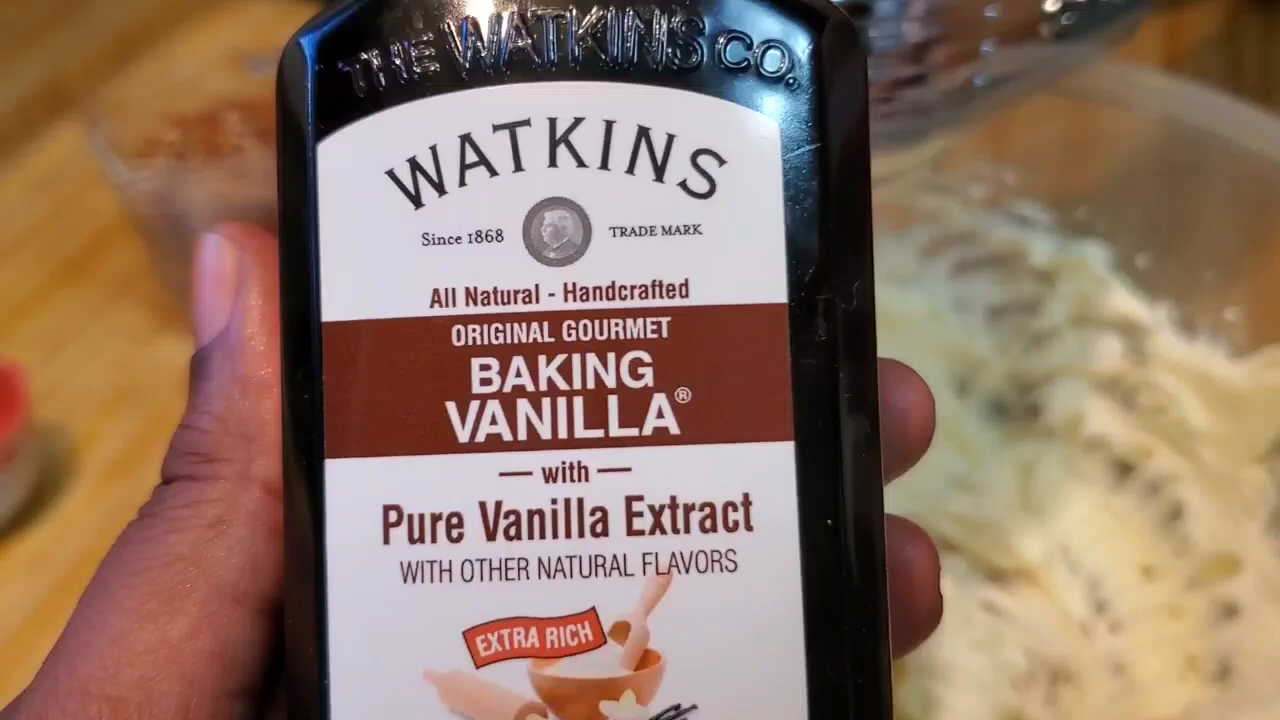 THE WATKINS CO.
WATKINS
Since 1868 TRADE MARK
All Natural - Handcrafted
ORIGINAL GOURMET
BAKING
VANILLA®
— with —
Pure Vanilla Extract
WITH OTHER NATURAL FLAVORS
EXTRA RICH